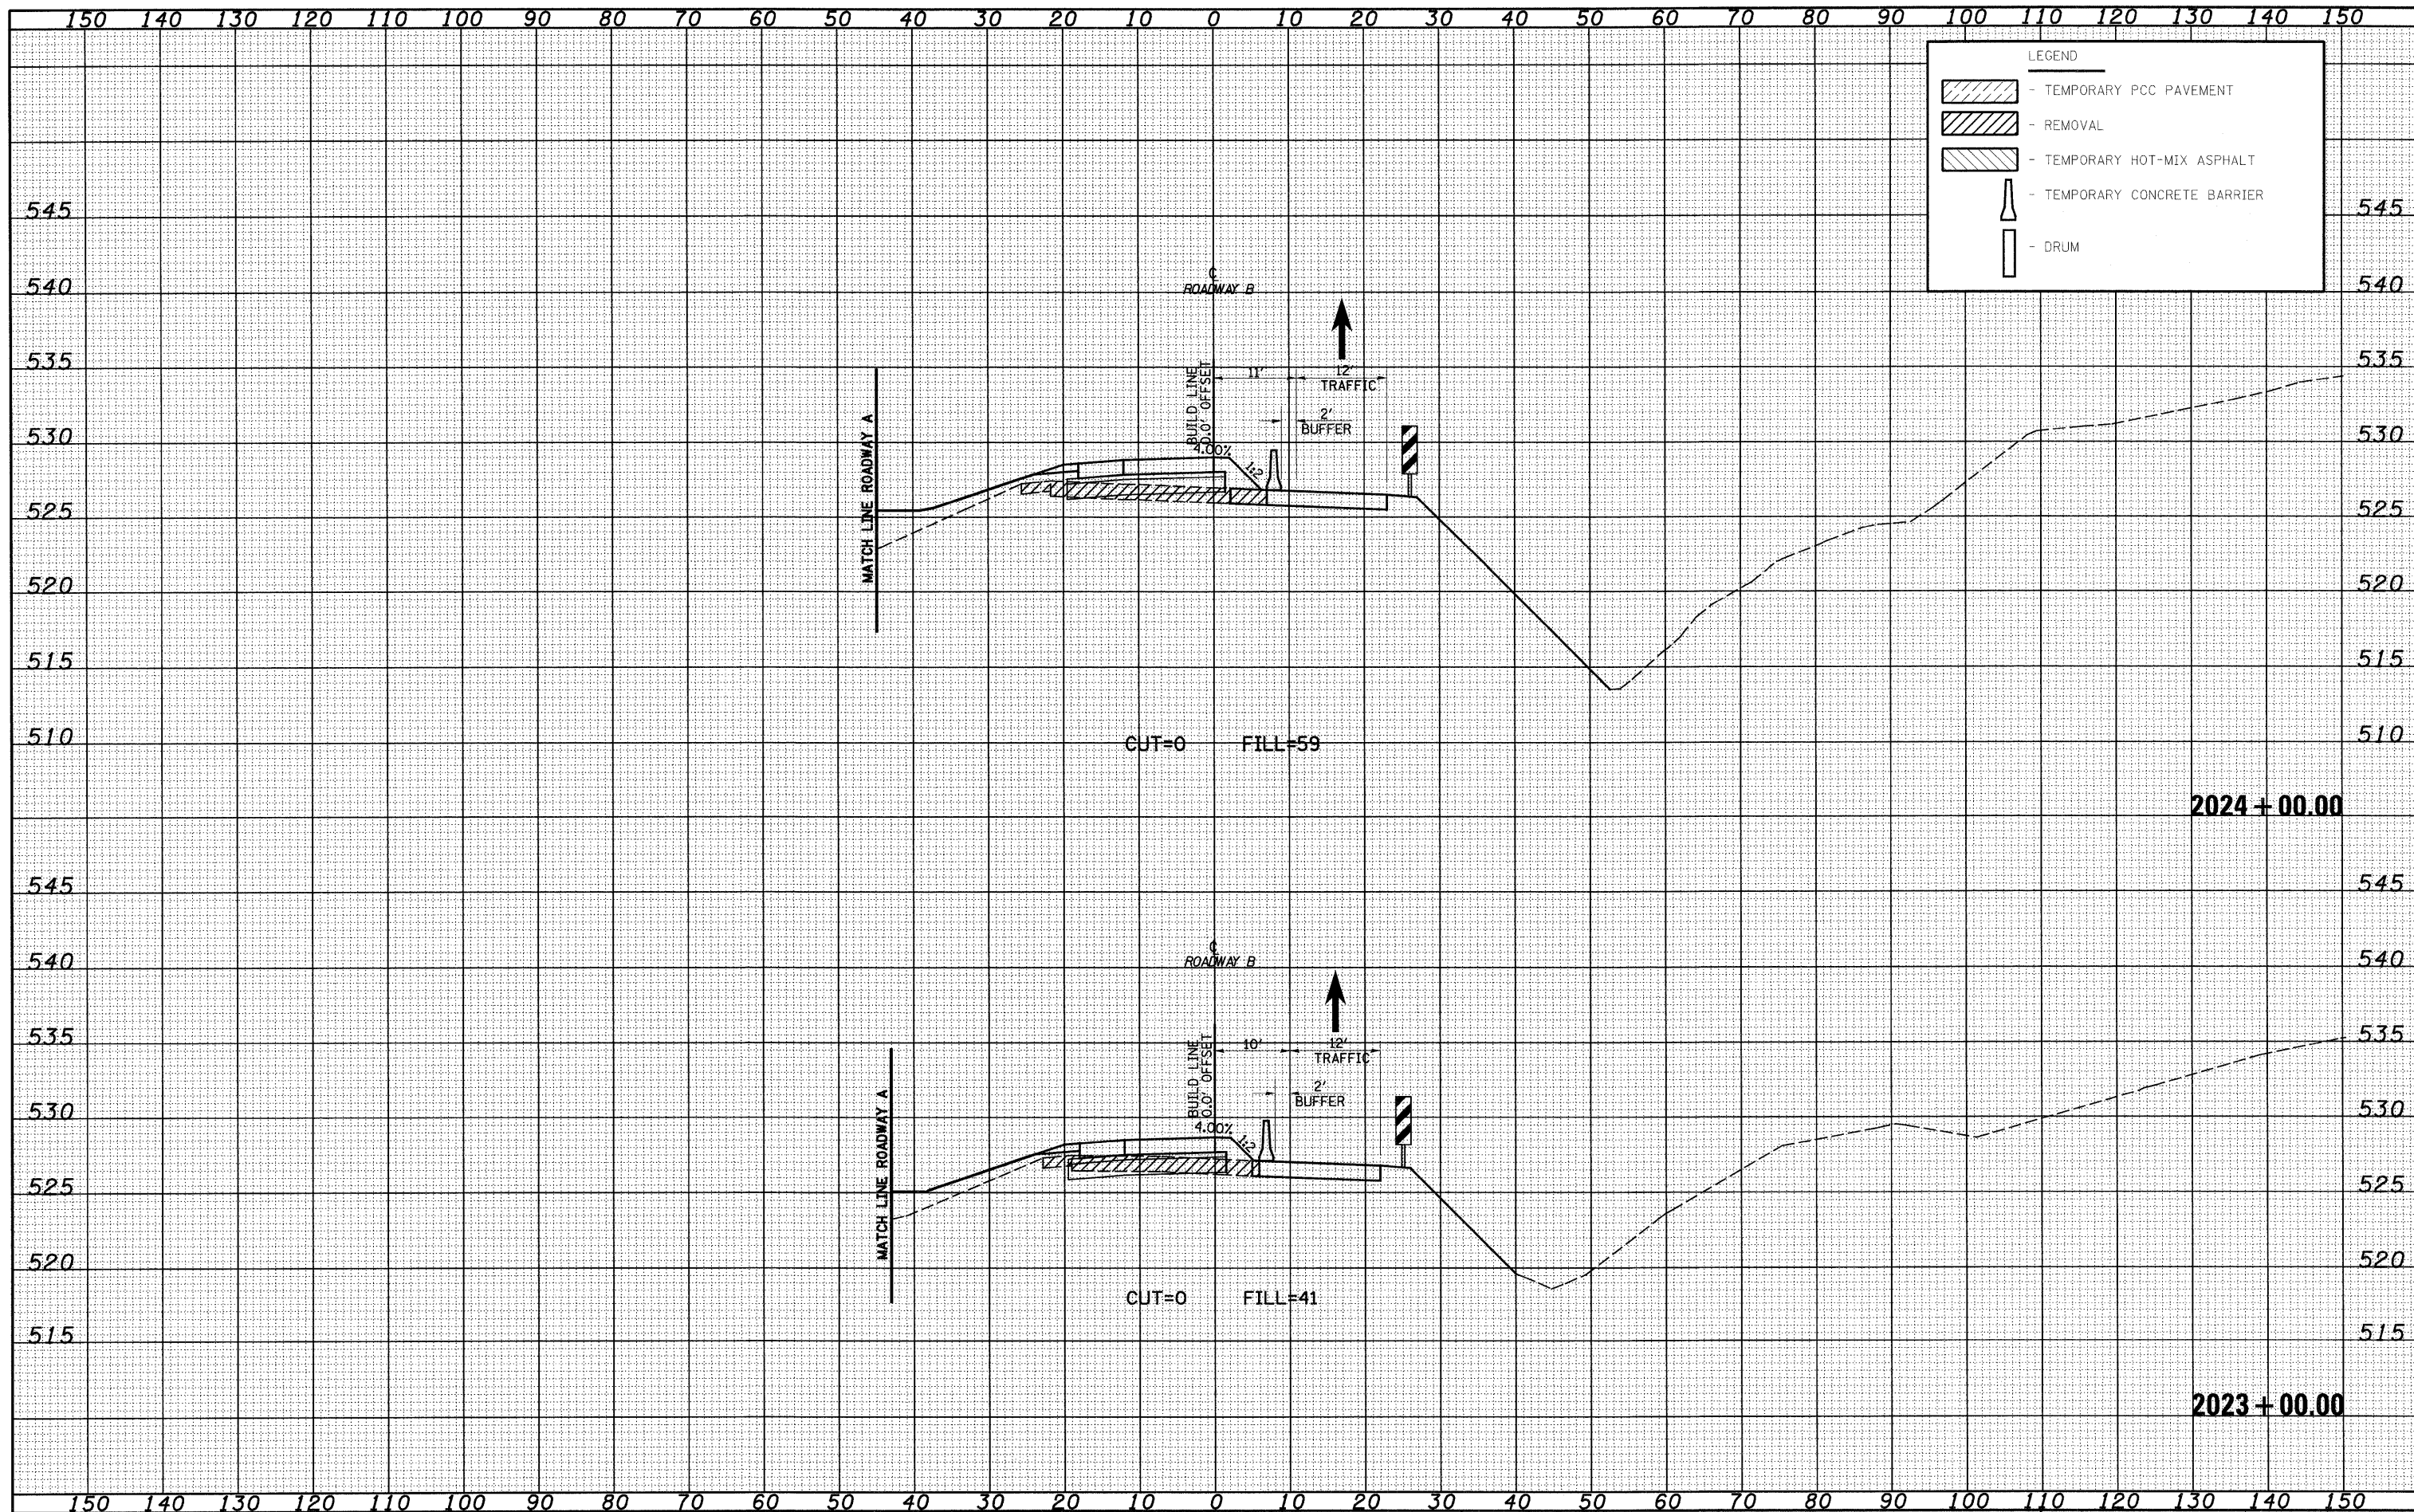 150 140 130 120 110 100 90 80 70 60 50 40 30 20 10 0 10 20 30 40 50 60 70 80 90 100 110 120 130 140 150
LEGEND
- TEMPORARY PCC PAVEMENT
- REMOVAL
- TEMPORARY HOT-MIX ASPHALT
- TEMPORARY CONCRETE BARRIER
- DRUM
545 545
540 540
℄
ROADWAY B
535 535
BUILD LINE
0.0' OFFSET
11' 12'
TRAFFIC
2'
BUFFER
530 530
MATCH LINE ROADWAY A
4.00%
1:2
525 525
520 520
515 515
510 510
CUT=0 FILL=59
2024+00.00
545 545
540 540
℄
ROADWAY B
535 535
BUILD LINE
0.0' OFFSET
10' 12'
TRAFFIC
2'
BUFFER
530 530
MATCH LINE ROADWAY A
4.00%
1:2
525 525
520 520
CUT=0 FILL=41
515 515
2023+00.00
150 140 130 120 110 100 90 80 70 60 50 40 30 20 10 0 10 20 30 40 50 60 70 80 90 100 110 120 130 140 150